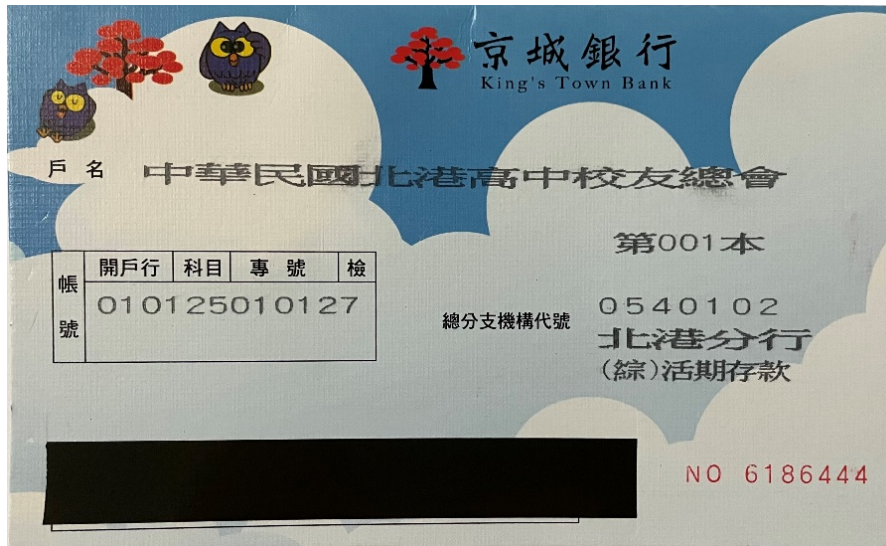 京城銀行
King's Town Bank
戶名 中華民國北港高中校友總會
第001本
帳號
開戶行 科目 專號 檢
010125010127
總分支機構代號 0540102
北港分行
(綜)活期存款
NO 6186444